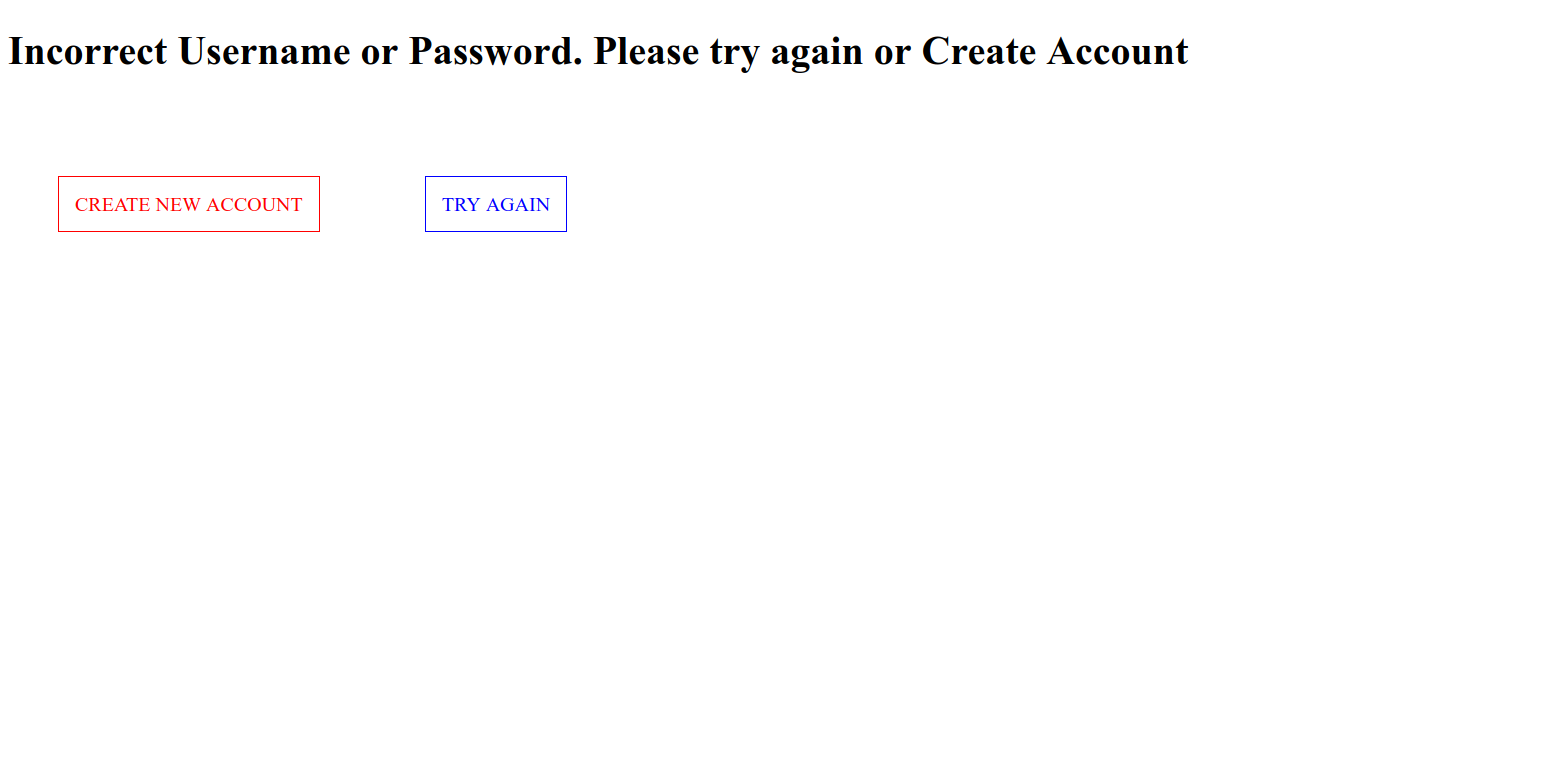 Incorrect Username or Password. Please try again or Create Account
CREATE NEW ACCOUNT
TRY AGAIN